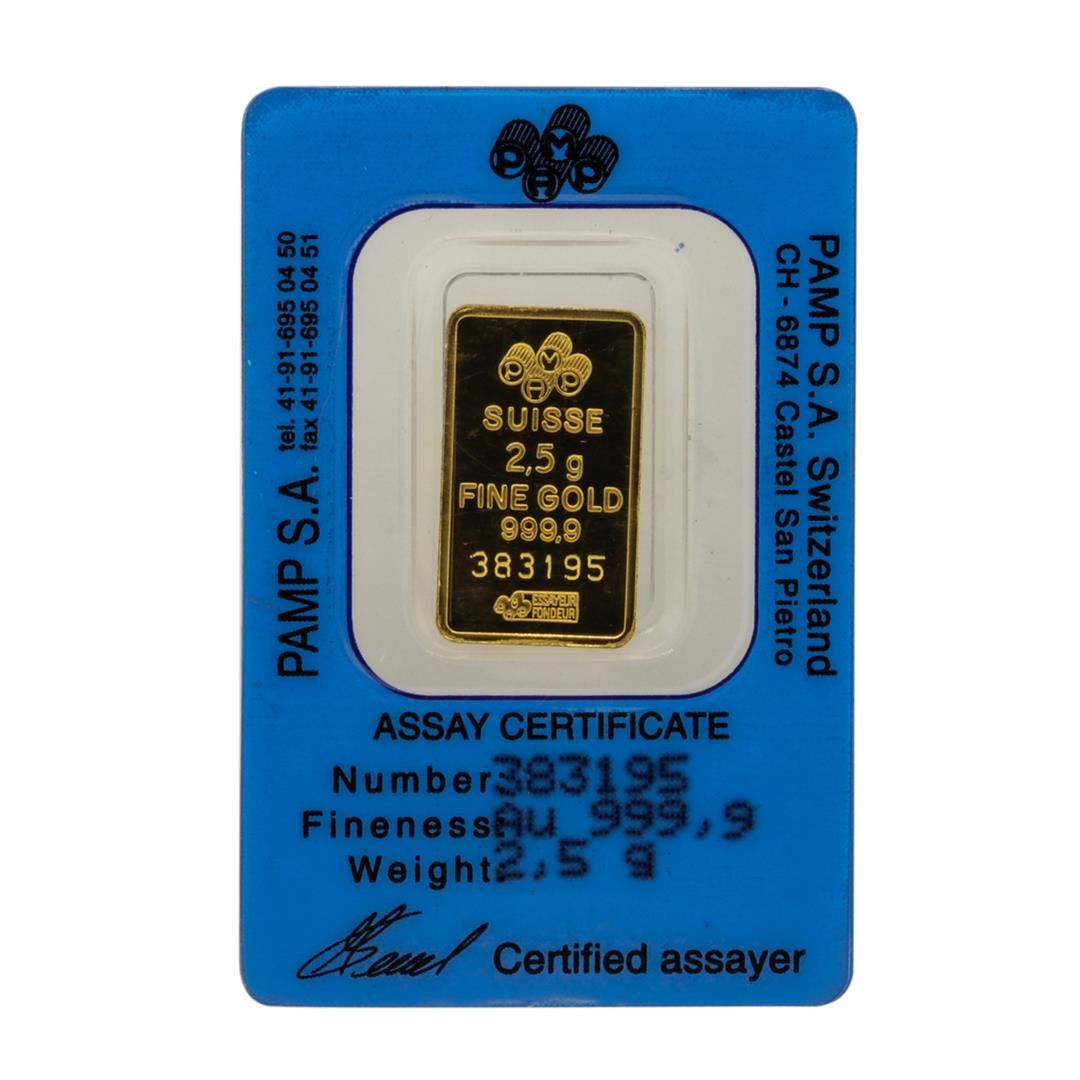 PAMP
tel. 41-91-695 04 50
fax 41-91-695 04 51
PAMP S.A.
PAMP S.A. Switzerland
CH - 6874 Castel San Pietro
PAMP
SUISSE
2,5 g
FINE GOLD
999,9
383195
PAMP ESSAYEUR
FONDEUR
ASSAY CERTIFICATE
Number: 383195
Fineness: Au 999,9
Weight: 2,5 g
Certified assayer